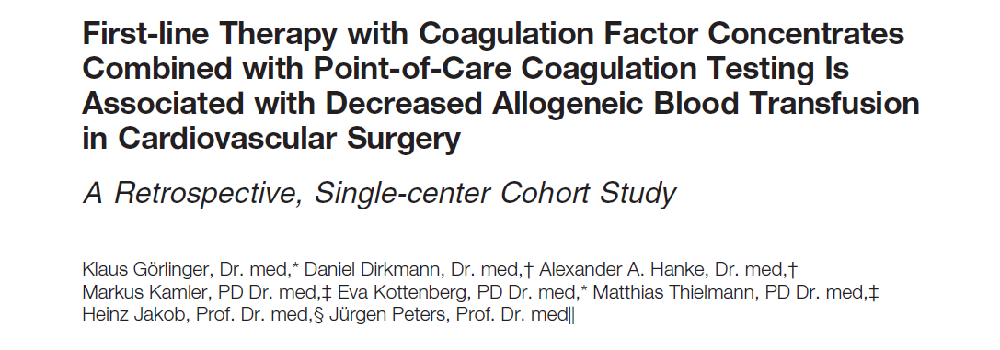 First-line Therapy with Coagulation Factor Concentrates
Combined with Point-of-Care Coagulation Testing Is
Associated with Decreased Allogeneic Blood Transfusion
in Cardiovascular Surgery
A Retrospective, Single-center Cohort Study
Klaus Görlinger, Dr. med,* Daniel Dirkmann, Dr. med,† Alexander A. Hanke, Dr. med,†
Markus Kamler, PD Dr. med,‡ Eva Kottenberg, PD Dr. med,* Matthias Thielmann, PD Dr. med,‡
Heinz Jakob, Prof. Dr. med,§ Jürgen Peters, Prof. Dr. med‖